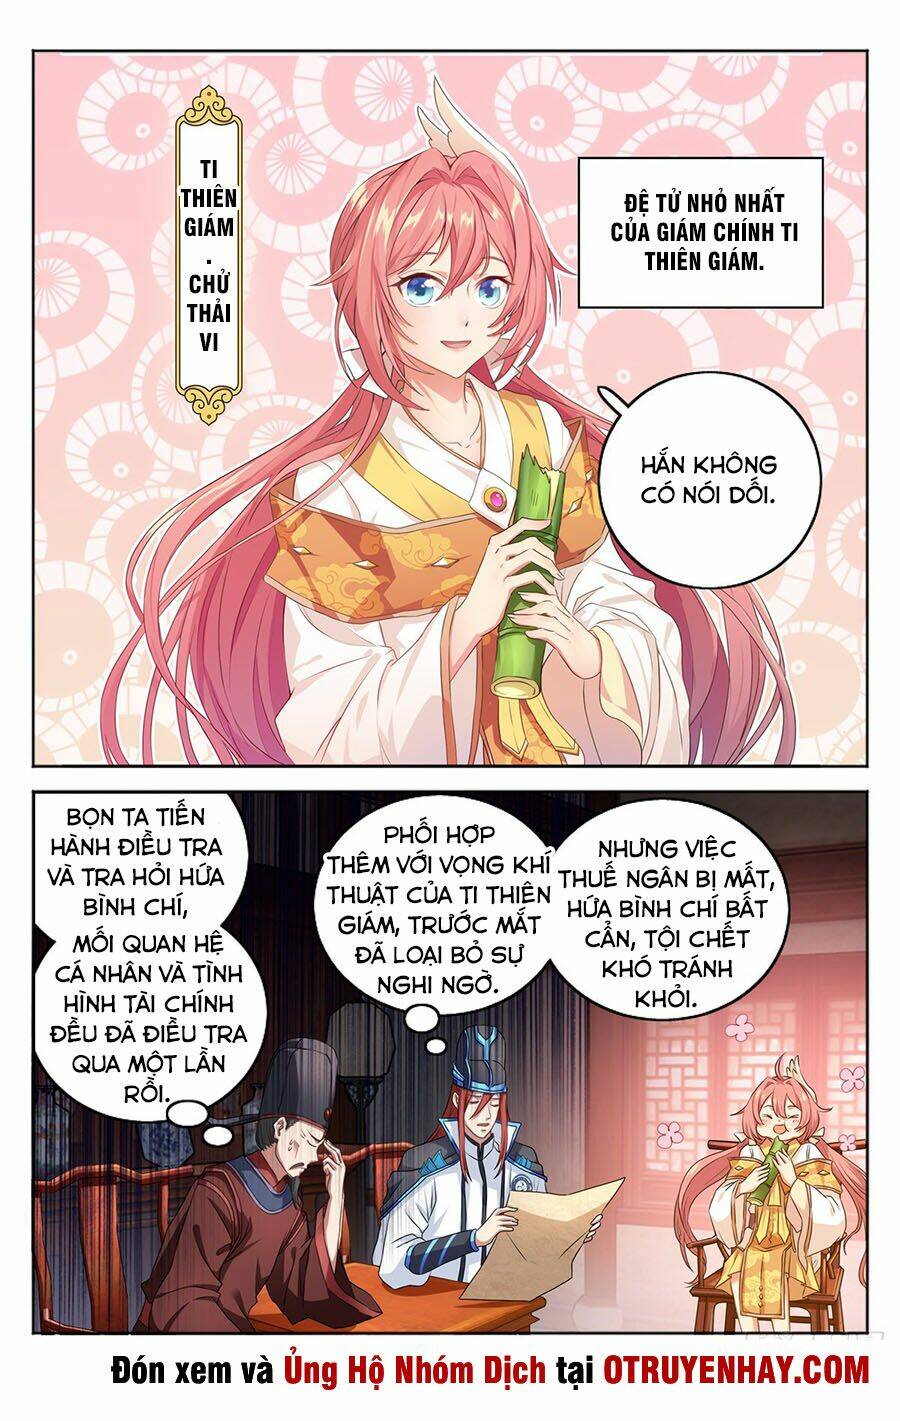 TI
THIÊN
GIÁM
.
CHỬ
THẢI
VI
ĐỆ TỬ NHỎ NHẤT
CỦA GIÁM CHÍNH TI
THIÊN GIÁM.
HẮN KHÔNG
CÓ NÓI DỐI.
BỌN TA TIẾN
HÀNH ĐIỀU TRA
VÀ TRA HỎI HỨA
BÌNH CHÍ,
MỐI QUAN HỆ
CÁ NHÂN VÀ TÌNH
HÌNH TÀI CHÍNH
ĐỀU ĐÃ ĐIỀU TRA
QUA MỘT LẦN
RỒI.
PHỐI HỢP
THÊM VỚI VỌNG KHÍ
THUẬT CỦA TI THIÊN
GIÁM, TRƯỚC MẮT
ĐÃ LOẠI BỎ SỰ
NGHI NGỜ.
NHƯNG VIỆC
THUẾ NGÂN BỊ MẤT,
HỨA BÌNH CHÍ BẤT
CẨN, TỘI CHẾT
KHÓ TRÁNH
KHỎI.
Đón xem và Ủng Hộ Nhóm Dịch tại OTRUYENHAY.COM